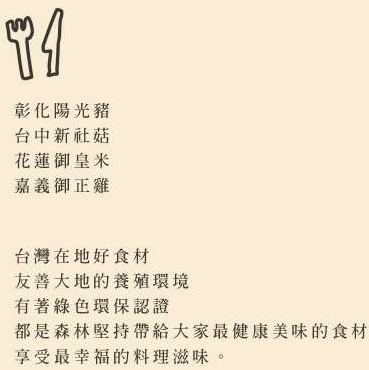 彰化陽光豬
台中新社菇
花蓮御皇米
嘉義御正雞
台灣在地好食材
友善大地的養殖環境
有著綠色環保認證
都是森林堅持帶給大家最健康美味的食材
享受最幸福的料理滋味。